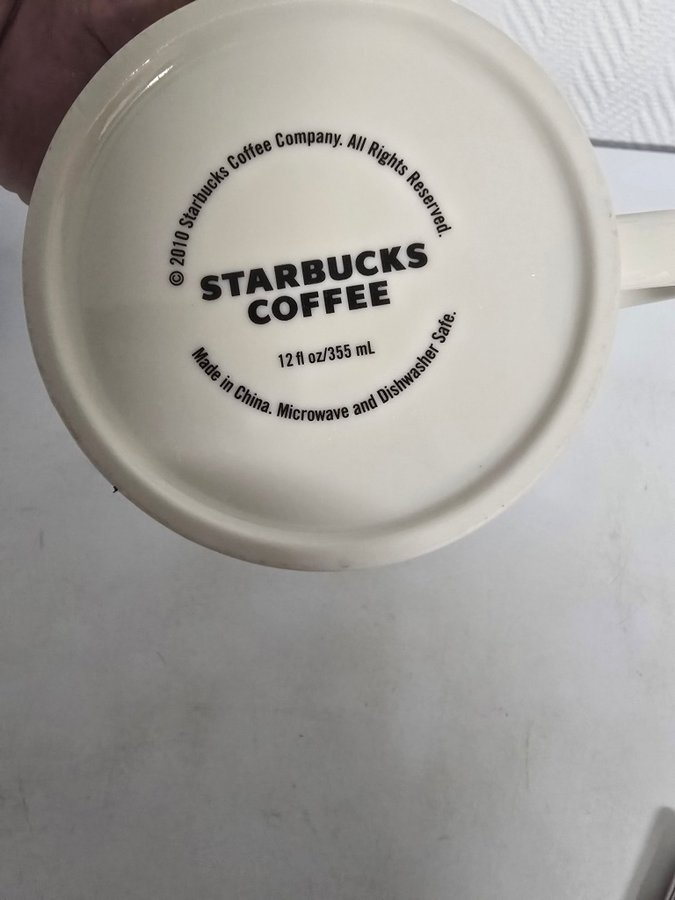 © 2010 Starbucks Coffee Company. All Rights Reserved.
STARBUCKS
COFFEE
12 fl oz/355 mL
Made in China. Microwave and Dishwasher Safe.